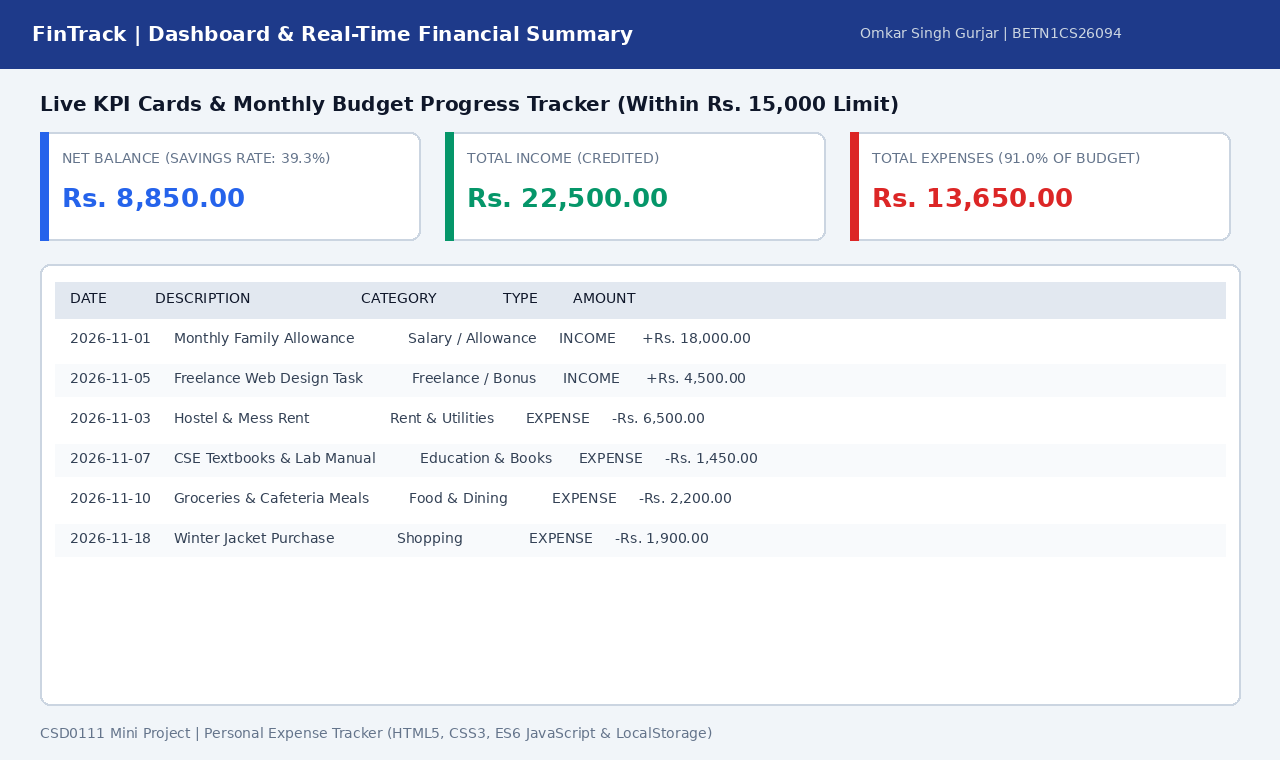 FinTrack | Dashboard & Real-Time Financial Summary
Omkar Singh Gurjar | BETN1CS26094
Live KPI Cards & Monthly Budget Progress Tracker (Within Rs. 15,000 Limit)
NET BALANCE (SAVINGS RATE: 39.3%)
Rs. 8,850.00
TOTAL INCOME (CREDITED)
Rs. 22,500.00
TOTAL EXPENSES (91.0% OF BUDGET)
Rs. 13,650.00
DATE DESCRIPTION CATEGORY TYPE AMOUNT
2026-11-01 Monthly Family Allowance Salary / Allowance INCOME +Rs. 18,000.00
2026-11-05 Freelance Web Design Task Freelance / Bonus INCOME +Rs. 4,500.00
2026-11-03 Hostel & Mess Rent Rent & Utilities EXPENSE -Rs. 6,500.00
2026-11-07 CSE Textbooks & Lab Manual Education & Books EXPENSE -Rs. 1,450.00
2026-11-10 Groceries & Cafeteria Meals Food & Dining EXPENSE -Rs. 2,200.00
2026-11-18 Winter Jacket Purchase Shopping EXPENSE -Rs. 1,900.00
CSD0111 Mini Project | Personal Expense Tracker (HTML5, CSS3, ES6 JavaScript & LocalStorage)